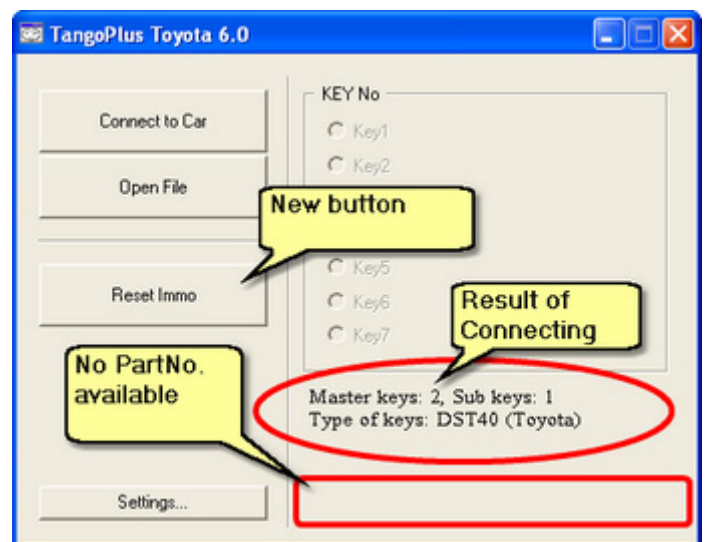 TangoPlus Toyota 6.0
Connect to Car
Open File
Reset Immo
Settings...
KEY No
Key1
Key2
Key5
Key6
Key7
New button
Result of
Connecting
No PartNo.
available
Master keys: 2, Sub keys: 1
Type of keys: DST40 (Toyota)